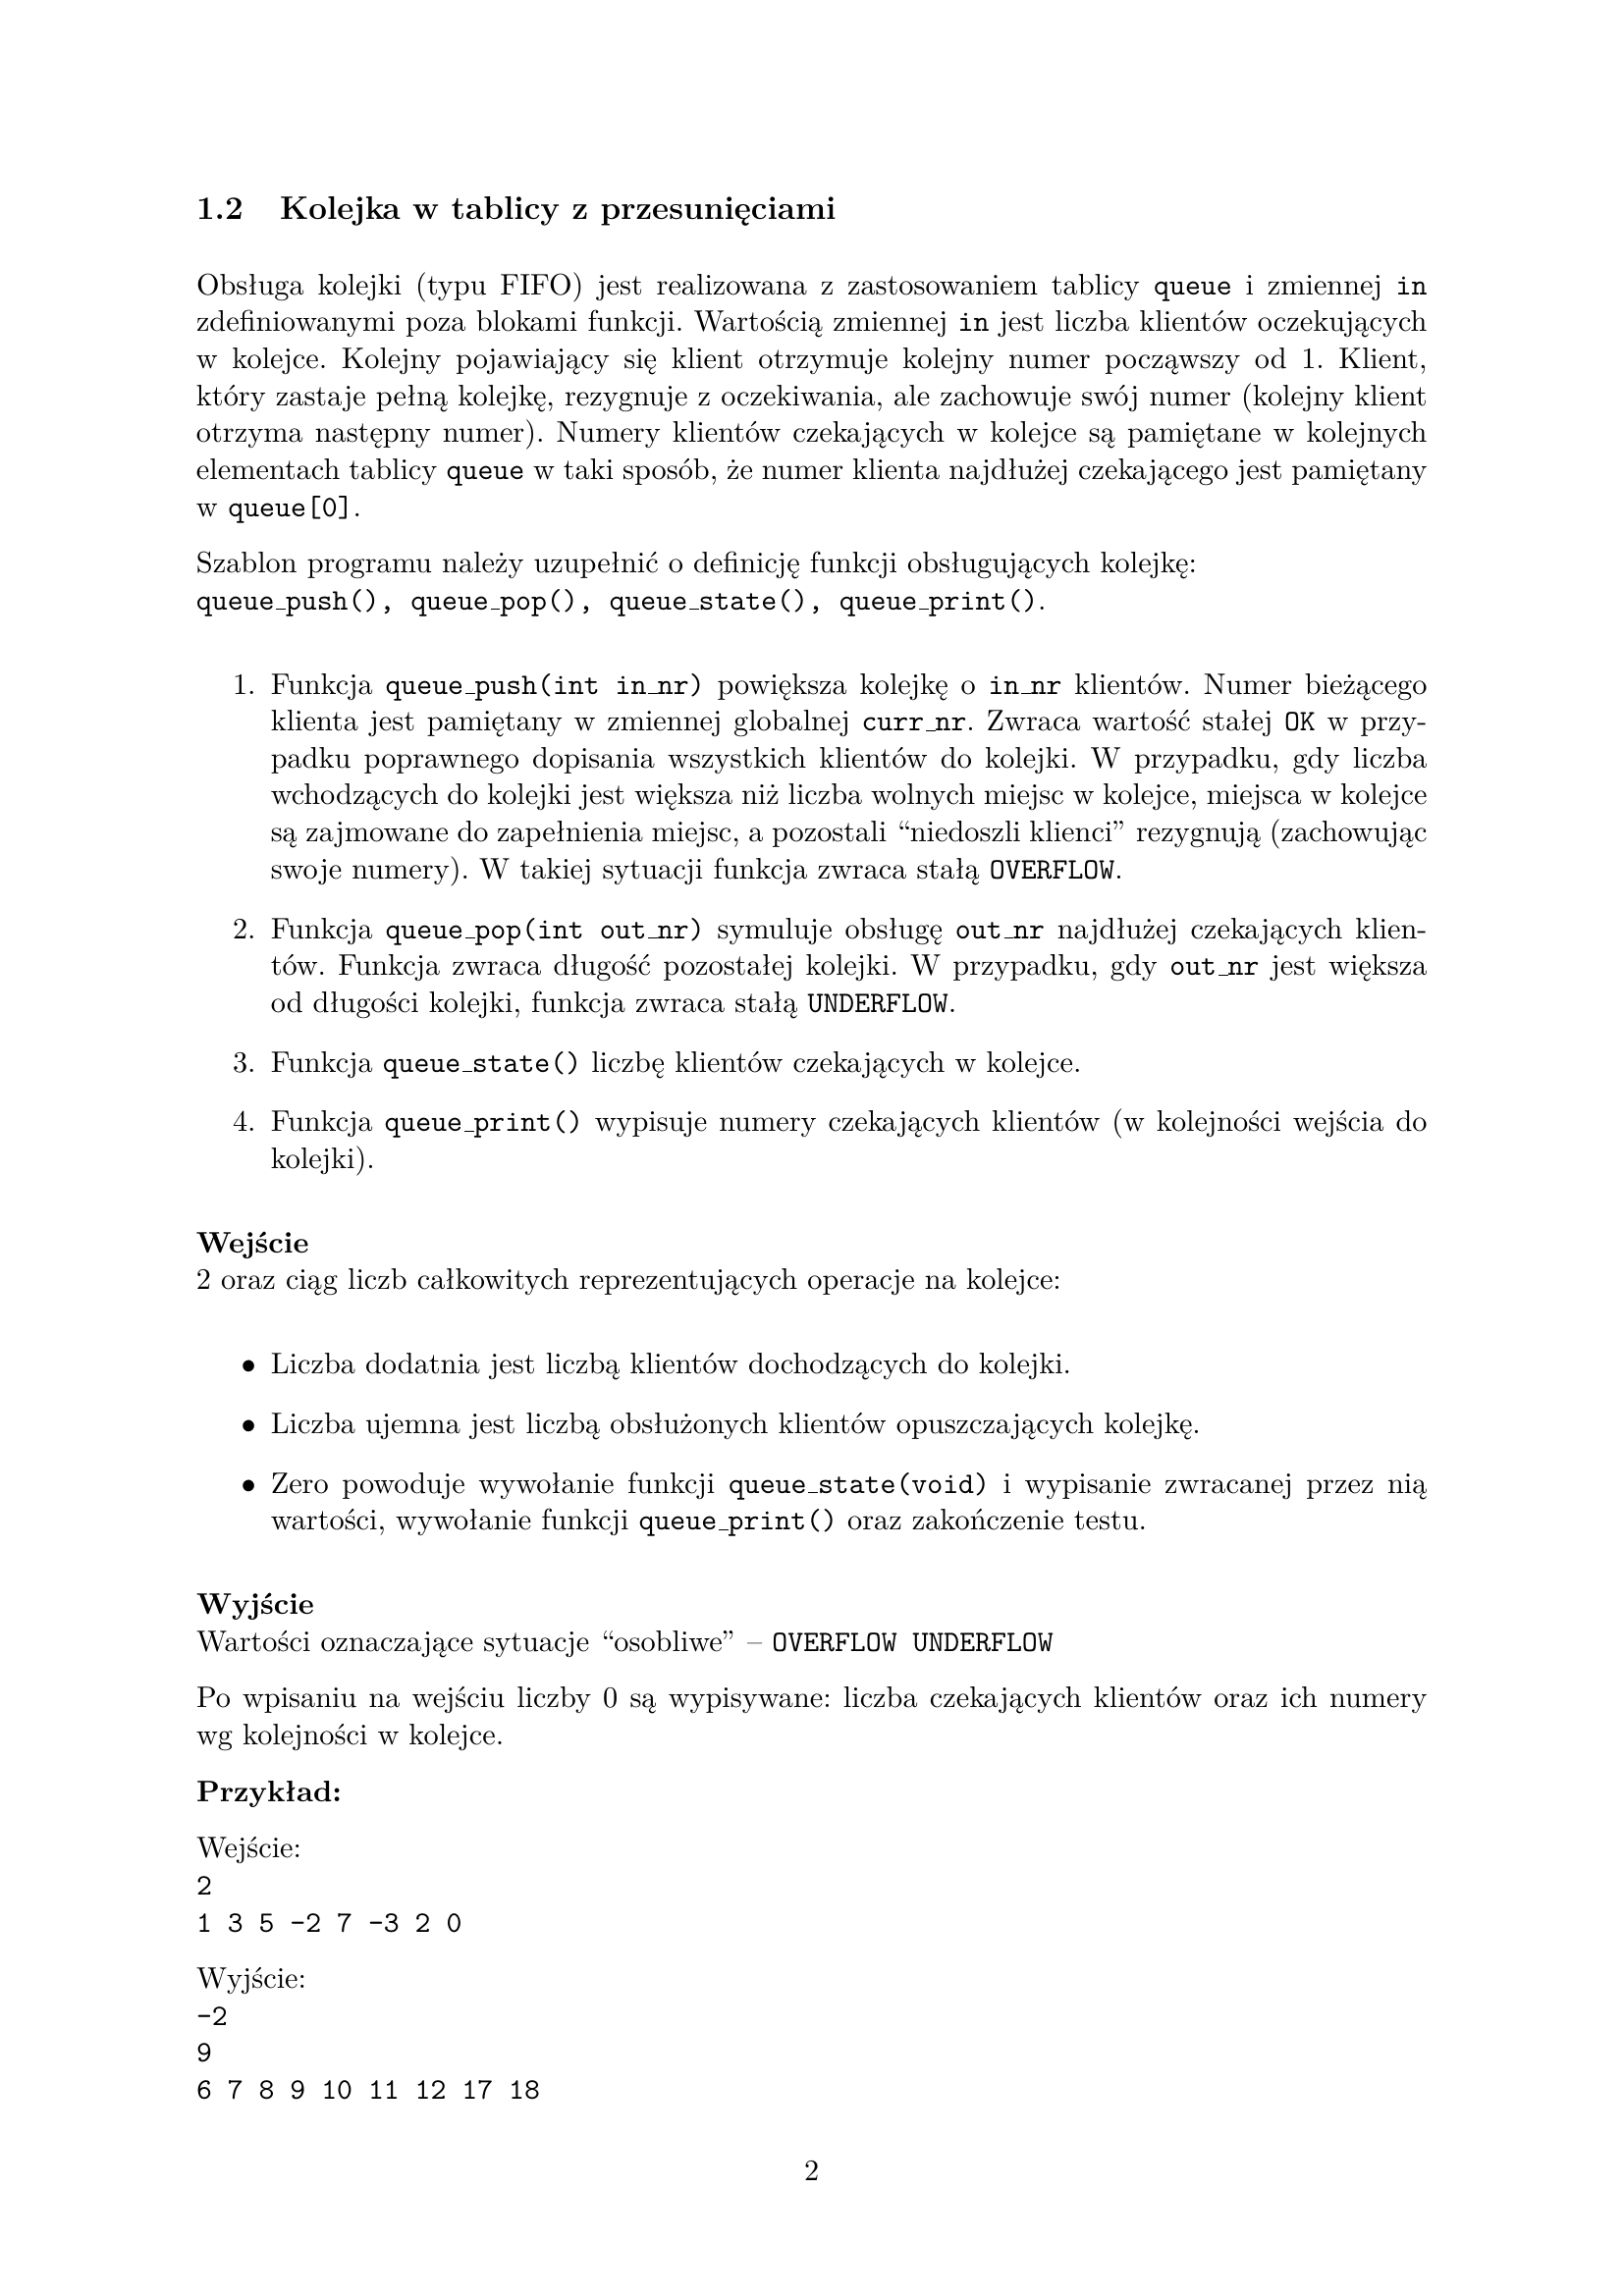 1.2 Kolejka w tablicy z przesunięciami
Obsługa kolejki (typu FIFO) jest realizowana z zastosowaniem tablicy queue i zmiennej in
zdefiniowanymi poza blokami funkcji. Wartością zmiennej in jest liczba klientów oczekujących
w kolejce. Kolejny pojawiający się klient otrzymuje kolejny numer począwszy od 1. Klient,
który zastaje pełną kolejkę, rezygnuje z oczekiwania, ale zachowuje swój numer (kolejny klient
otrzyma następny numer). Numery klientów czekających w kolejce są pamiętane w kolejnych
elementach tablicy queue w taki sposób, że numer klienta najdłużej czekającego jest pamiętany
w queue[0].
Szablon programu należy uzupełnić o definicję funkcji obsługujących kolejkę:
queue_push(), queue_pop(), queue_state(), queue_print().
1. Funkcja queue_push(int in_nr) powiększa kolejkę o in_nr klientów. Numer bieżącego
klienta jest pamiętany w zmiennej globalnej curr_nr. Zwraca wartość stałej OK w przy-
padku poprawnego dopisania wszystkich klientów do kolejki. W przypadku, gdy liczba
wchodzących do kolejki jest większa niż liczba wolnych miejsc w kolejce, miejsca w kolejce
są zajmowane do zapełnienia miejsc, a pozostali “niedoszli klienci” rezygnują (zachowując
swoje numery). W takiej sytuacji funkcja zwraca stałą OVERFLOW.
2. Funkcja queue_pop(int out_nr) symuluje obsługę out_nr najdłużej czekających klien-
tów. Funkcja zwraca długość pozostałej kolejki. W przypadku, gdy out_nr jest większa
od długości kolejki, funkcja zwraca stałą UNDERFLOW.
3. Funkcja queue_state() liczbę klientów czekających w kolejce.
4. Funkcja queue_print() wypisuje numery czekających klientów (w kolejności wejścia do
kolejki).
Wejście
2 oraz ciąg liczb całkowitych reprezentujących operacje na kolejce:
• Liczba dodatnia jest liczbą klientów dochodzących do kolejki.
• Liczba ujemna jest liczbą obsłużonych klientów opuszczających kolejkę.
• Zero powoduje wywołanie funkcji queue_state(void) i wypisanie zwracanej przez nią
wartości, wywołanie funkcji queue_print() oraz zakończenie testu.
Wyjście
Wartości oznaczające sytuacje “osobliwe” – OVERFLOW UNDERFLOW
Po wpisaniu na wejściu liczby 0 są wypisywane: liczba czekających klientów oraz ich numery
wg kolejności w kolejce.
Przykład:
Wejście:
2
1 3 5 -2 7 -3 2 0
Wyjście:
-2
9
6 7 8 9 10 11 12 17 18
2